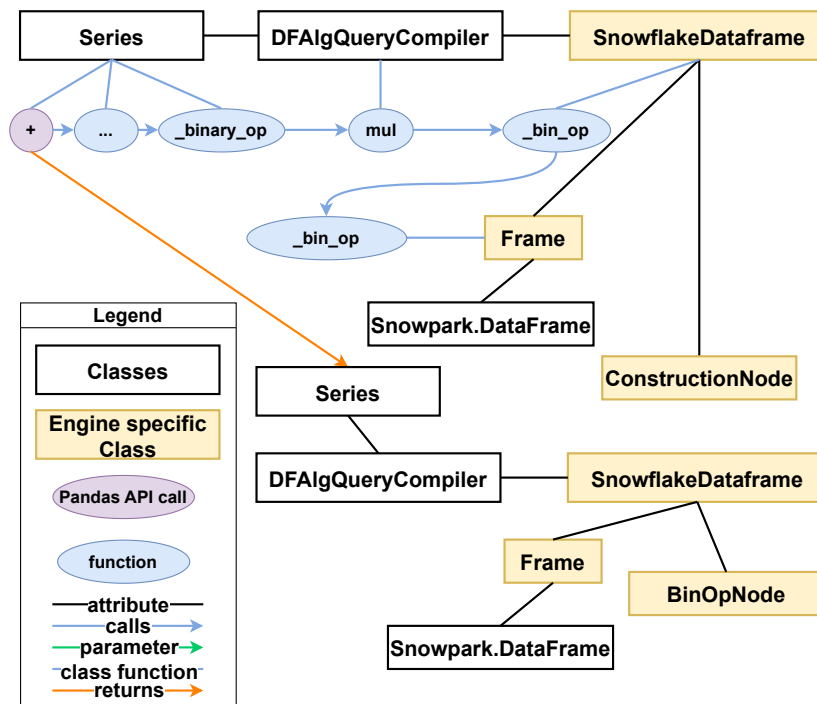 Series
DFAlgQueryCompiler
SnowflakeDataframe
+
...
_binary_op
mul
_bin_op
_bin_op
Frame
Snowpark.DataFrame
ConstructionNode
Legend
Classes
Engine specific
Class
Pandas API call
function
attribute
calls
parameter
class function
returns
Series
DFAlgQueryCompiler
SnowflakeDataframe
Frame
BinOpNode
Snowpark.DataFrame